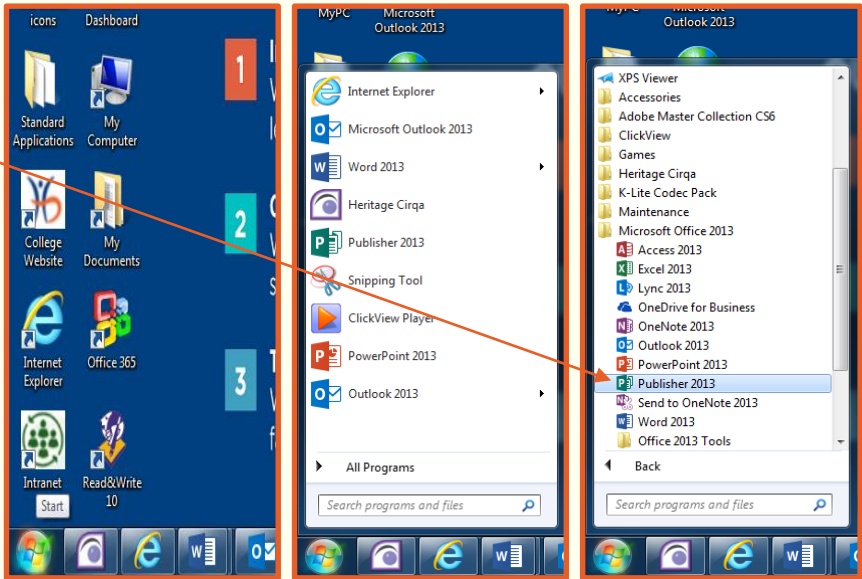 icons
Dashboard
Standard
Applications
My
Computer
College
Website
My
Documents
Internet
Explorer
Office 365
Intranet
Read&Write
10
Start
1
2
3
MyPC
Microsoft
Outlook 2013
Internet Explorer
Microsoft Outlook 2013
Word 2013
Heritage Cirqa
Publisher 2013
Snipping Tool
ClickView Player
PowerPoint 2013
Outlook 2013
All Programs
Search programs and files
Outlook 2013
XPS Viewer
Accessories
Adobe Master Collection CS6
ClickView
Games
Heritage Cirqa
K-Lite Codec Pack
Maintenance
Microsoft Office 2013
Access 2013
Excel 2013
Lync 2013
OneDrive for Business
OneNote 2013
Outlook 2013
PowerPoint 2013
Publisher 2013
Send to OneNote 2013
Word 2013
Office 2013 Tools
Back
Search programs and files